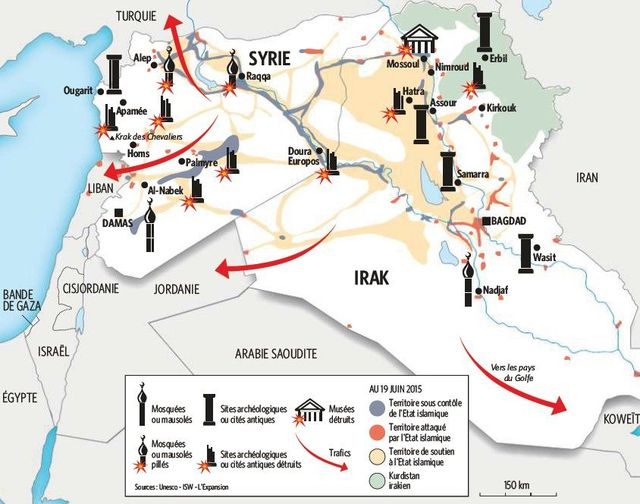 TURQUIE
SYRIE
Alep
Raqqa
Mossoul
Nimroud
Erbil
Ougarit
Apamée
Hatra
Assour
Kirkouk
Krak des Chevaliers
Homs
Palmyre
Doura
Europos
Samarra
IRAN
LIBAN
Al-Nabek
DAMAS
BAGDAD
Wasit
IRAK
Nadjaf
BANDE
DE GAZA
CISJORDANIE
JORDANIE
ISRAËL
ARABIE SAOUDITE
ÉGYPTE
Vers les pays
du Golfe
KOWEÏT
Mosquées
ou mausolés
Sites archéologiques
ou cités antiques
Musées
détruits
Mosquées
ou mausolés
pillés
Sites archéologiques
ou cités antiques détruits
Trafics
Sources : Unesco - ISW - L'Expansion
AU 19 JUIN 2015
Territoire sous contôle
de l'Etat islamique
Territoire attaqué
par l'Etat islamique
Territoire de soutien
à l'Etat islamique
Kurdistan
irakien
150 km